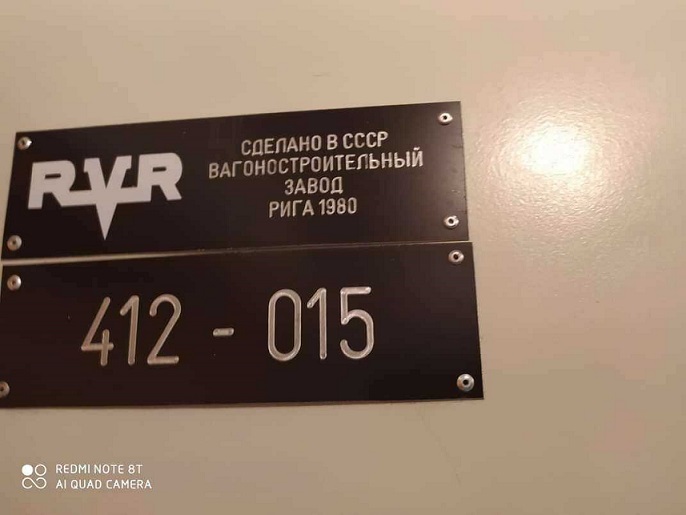 RVR
СДЕЛАНО В СССР
ВАГОНОСТРОИТЕЛЬНЫЙ
ЗАВОД
РИГА 1980
412 - 015
REDMI NOTE 8T
AI QUAD CAMERA